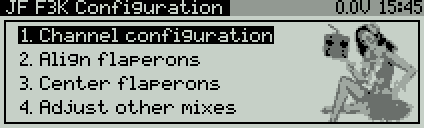 JF F3K Configuration 0.0V 15:45
1. Channel configuration
2. Align flaperons
3. Center flaperons
4. Adjust other mixes